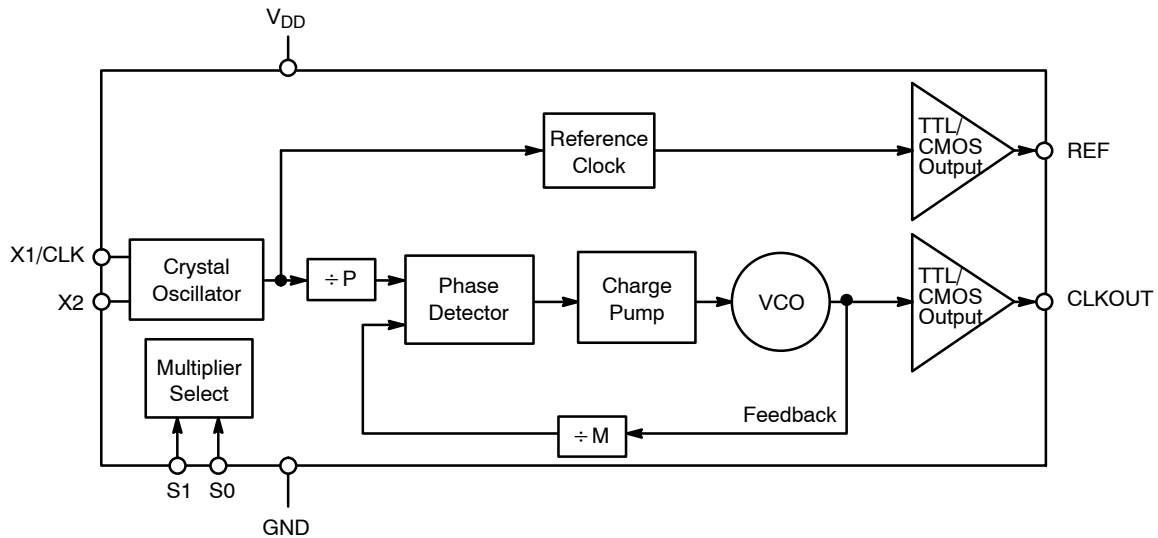 VDD
Reference
Clock
TTL/
CMOS
Output
REF
X1/CLK
X2
Crystal
Oscillator
÷ P
Phase
Detector
Charge
Pump
VCO
TTL/
CMOS
Output
CLKOUT
Multiplier
Select
Feedback
÷ M
S1
S0
GND